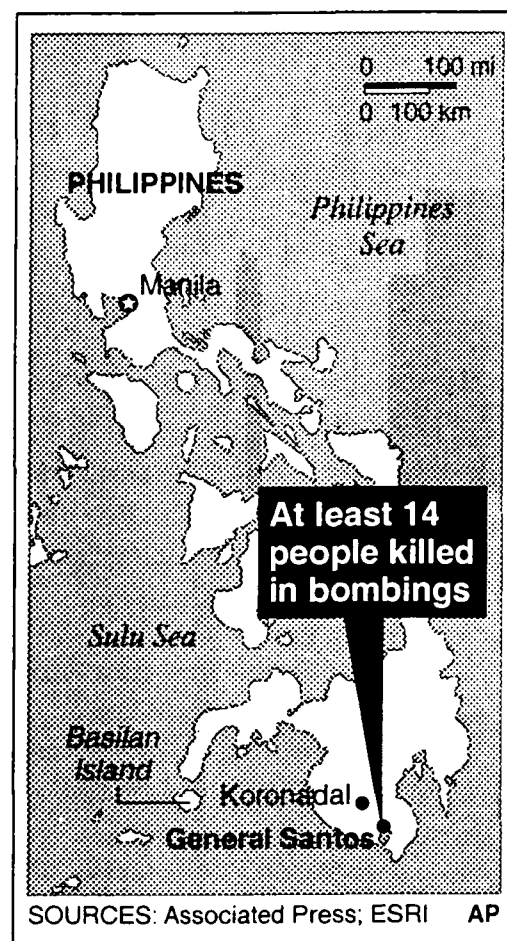 0 100 mi
0 100 km
PHILIPPINES
Philippines
Sea
Manila
At least 14
people killed
in bombings
Sulu Sea
Basilan
Island
Koronadal
General Santos
SOURCES: Associated Press; ESRI AP